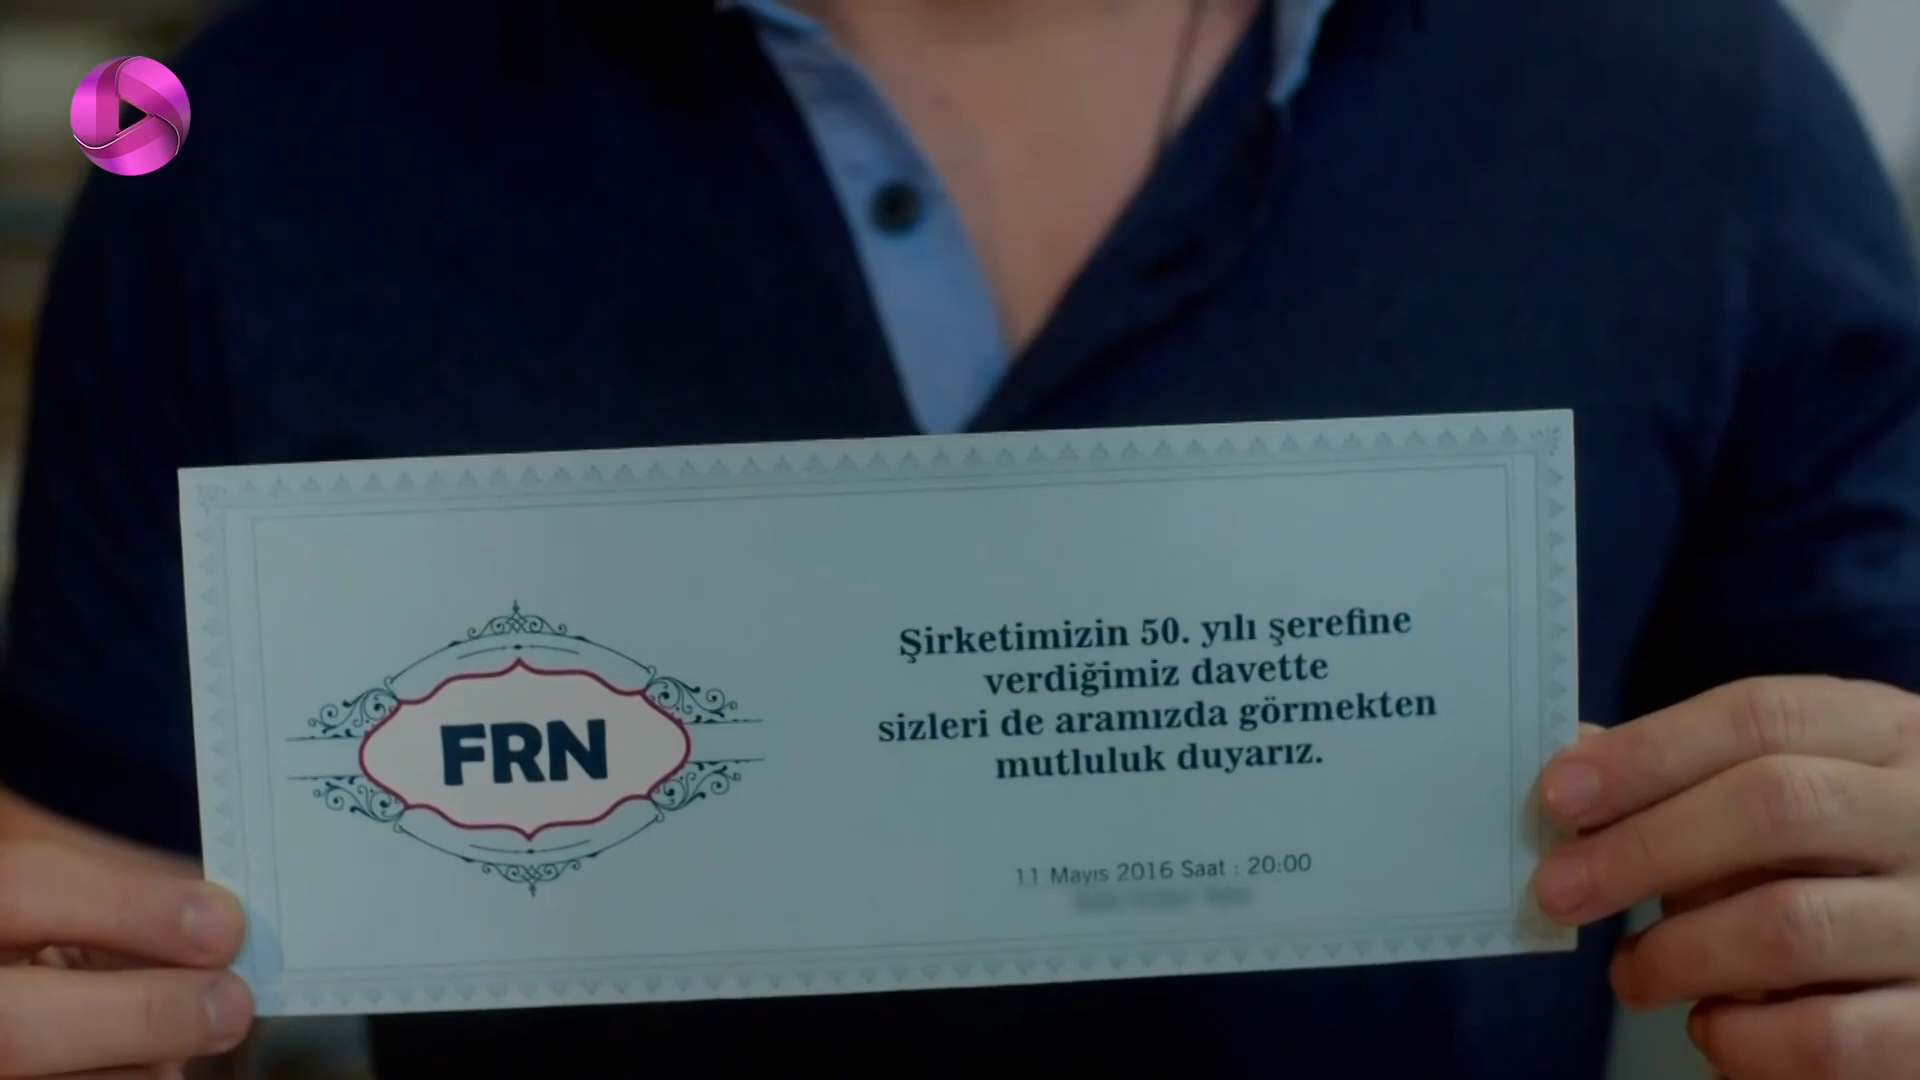 FRN
Şirketimizin 50. yılı şerefine
verdiğimiz davette
sizleri de aramızda görmekten
mutluluk duyarız.
11 Mayıs 2016 Saat : 20:00